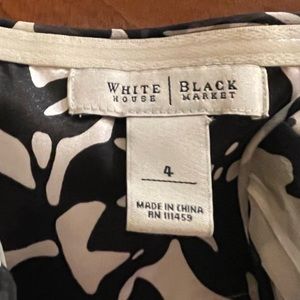 WHITE | BLACK
HOUSE | MARKET
4
MADE IN CHINA
RN 111459